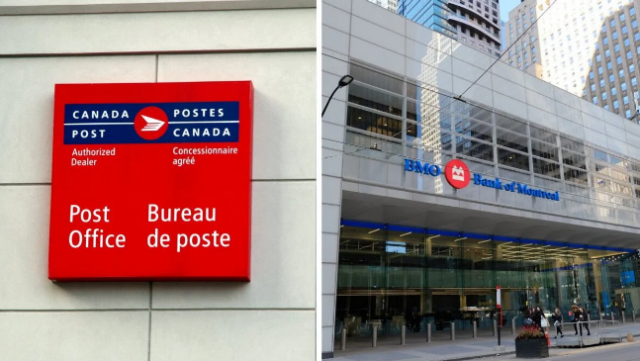 CANADA POSTES
POST CANADA
Authorized Concessionnaire
Dealer agréé
Post Bureau
Office de poste
BMO Bank of Montreal